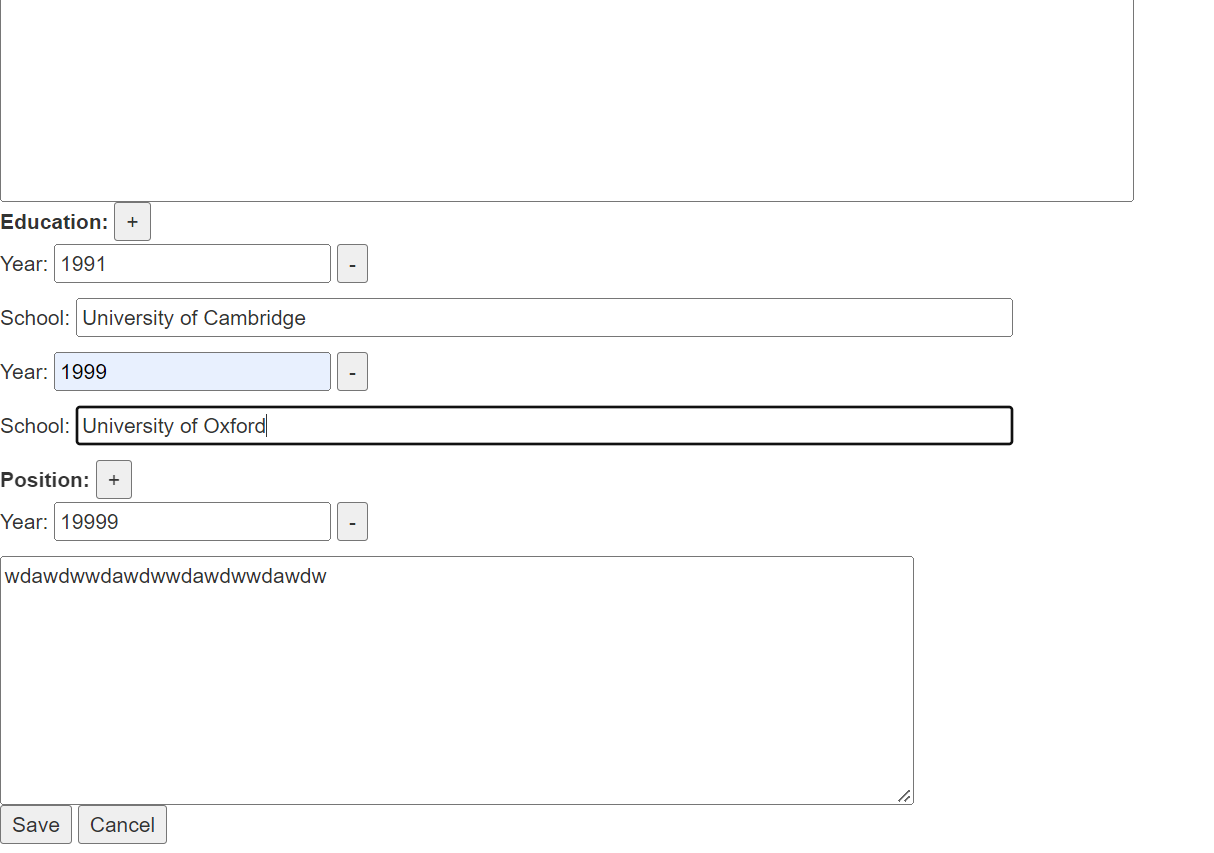 Education: +
Year: 1991 -
School: University of Cambridge
Year: 1999 -
School: University of Oxford
Position: +
Year: 19999 -
wdawdwwdawdwwdawdwwdawdw
Save Cancel